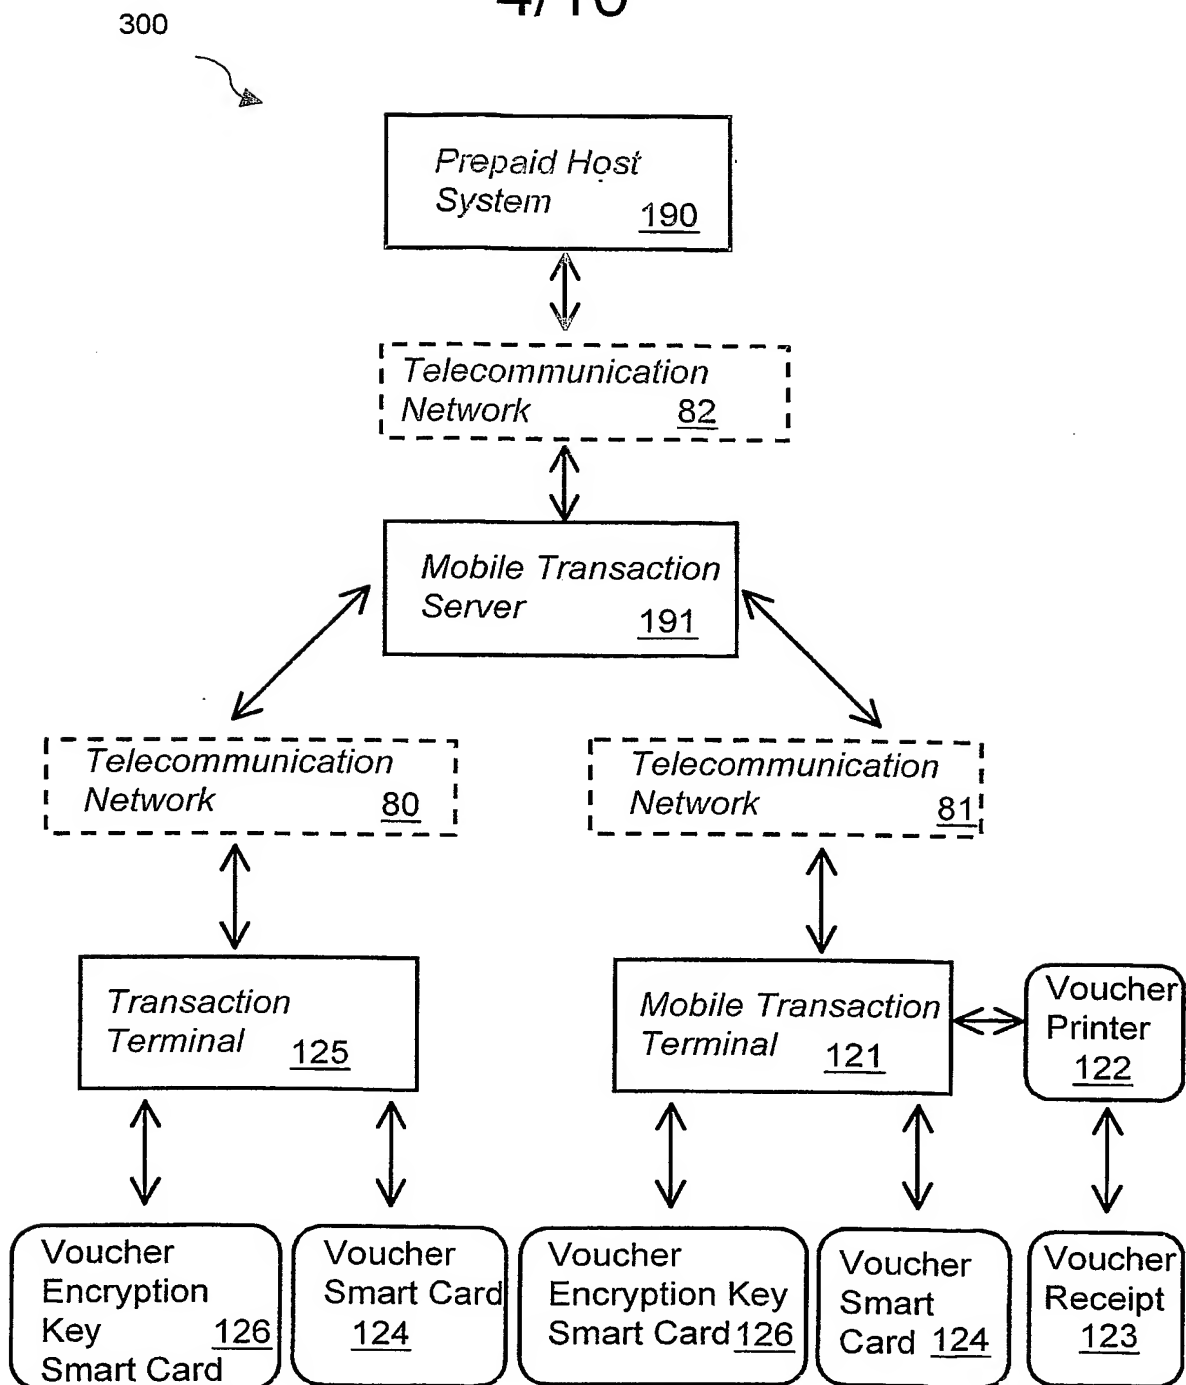 4/10
300
Prepaid Host
System 190
Telecommunication
Network 82
Mobile Transaction
Server 191
Telecommunication
Network 80
Telecommunication
Network 81
Transaction
Terminal 125
Mobile Transaction
Terminal 121
Voucher
Printer
122
Voucher
Encryption
Key 126
Smart Card
Voucher
Smart Card
124
Voucher
Encryption Key
Smart Card 126
Voucher
Smart
Card 124
Voucher
Receipt
123